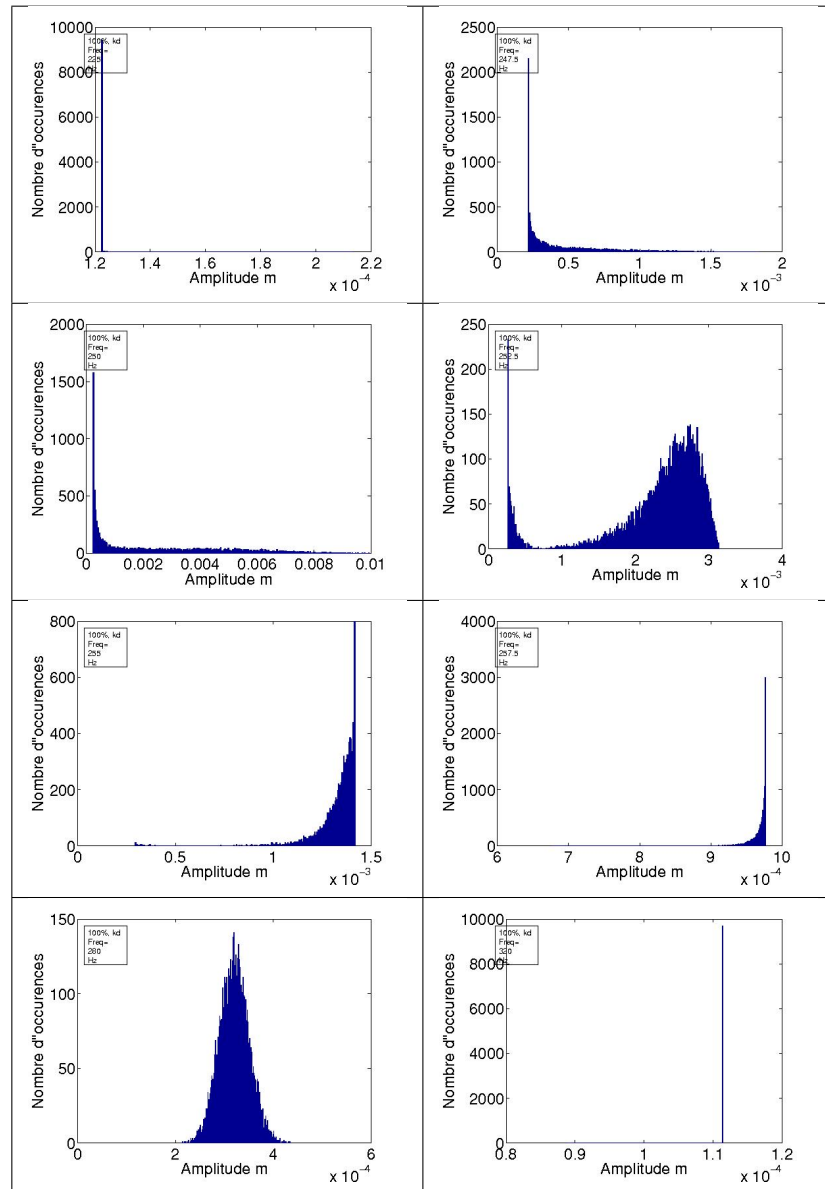 10000
8000
6000
4000
2000
0
Nombre d"occurences
100%, kd
Freq=
225
Hz
1.2 1.4 1.6 1.8 2 2.2
Amplitude m
x 10⁻⁴
2500
2000
1500
1000
500
0
Nombre d"occurences
100%, kd
Freq=
247.5
Hz
0 0.5 1 1.5 2
Amplitude m
x 10⁻³
2000
1500
1000
500
0
Nombre d"occurences
100%, kd
Freq=
250
Hz
0 0.002 0.004 0.006 0.008 0.01
Amplitude m
250
200
150
100
50
0
Nombre d"occurences
100%, kd
Freq=
252.5
Hz
0 1 2 3 4
Amplitude m
x 10⁻³
800
600
400
200
0
Nombre d"occurences
100%, kd
Freq=
255
Hz
0 0.5 1 1.5
Amplitude m
x 10⁻³
4000
3000
2000
1000
0
Nombre d"occurences
100%, kd
Freq=
257.5
Hz
6 7 8 9 10
Amplitude m
x 10⁻⁴
150
100
50
0
Nombre d"occurences
100%, kd
Freq=
260
Hz
0 2 4 6
Amplitude m
x 10⁻⁴
10000
8000
6000
4000
2000
0
Nombre d"occurences
100%, kd
Freq=
320
Hz
0.8 0.9 1 1.1 1.2
Amplitude m
x 10⁻⁴